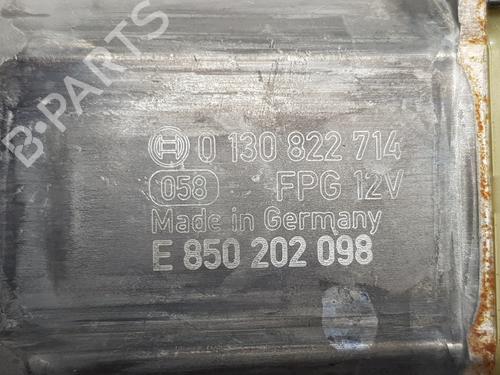 B-PARTS
0 130 822 714
058 FPG 12V
Made in Germany
E 850 202 098